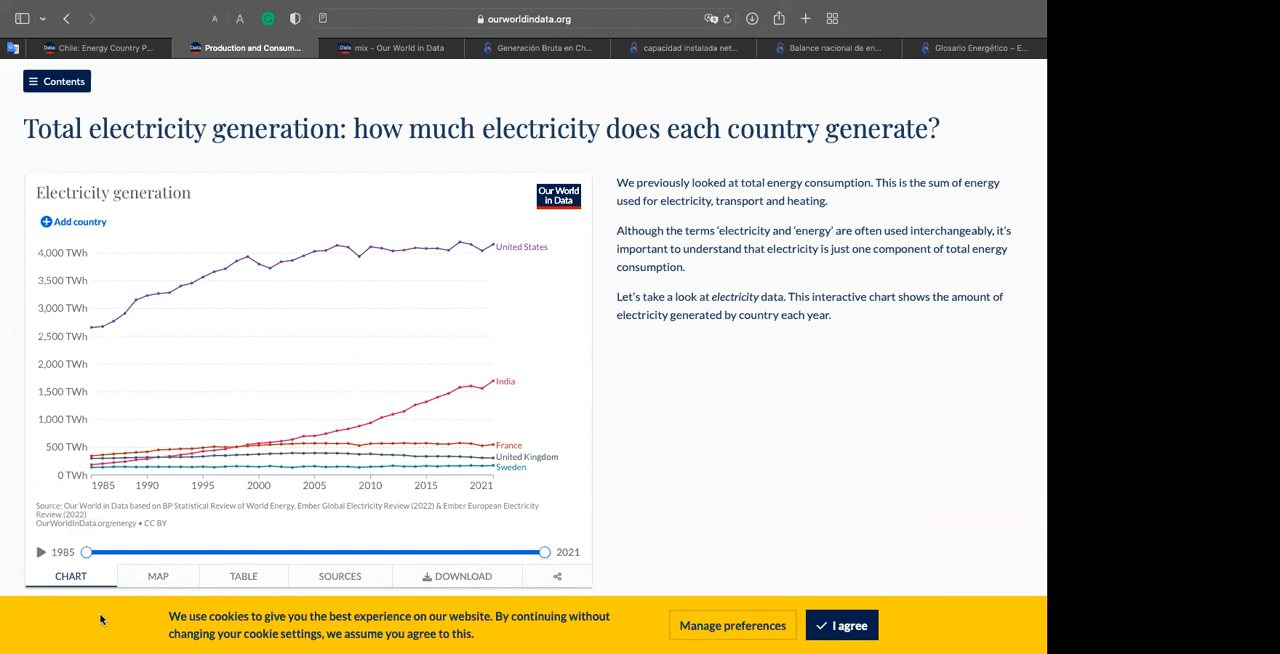 A A ourworldindata.org
Chile: Energy Country P... Production and Consum... mix - Our World in Data Generación Bruta en Ch... capacidad instalada net... Balance nacional de en... Glosario Energético – E...
Contents
Total electricity generation: how much electricity does each country generate?
Electricity generation
Our World
in Data
Add country
4,000 TWh
3,500 TWh
3,000 TWh
2,500 TWh
2,000 TWh
1,500 TWh
1,000 TWh
500 TWh
0 TWh
United States
India
France
United Kingdom
Sweden
1985 1990 1995 2000 2005 2010 2015 2021
Source: Our World in Data based on BP Statistical Review of World Energy, Ember Global Electricity Review (2022) & Ember European Electricity
Review (2022)
OurWorldInData.org/energy • CC BY
1985 2021
CHART MAP TABLE SOURCES DOWNLOAD
We previously looked at total energy consumption. This is the sum of energy
used for electricity, transport and heating.
Although the terms ‘electricity and ‘energy’ are often used interchangeably, it’s
important to understand that electricity is just one component of total energy
consumption.
Let’s take a look at electricity data. This interactive chart shows the amount of
electricity generated by country each year.
We use cookies to give you the best experience on our website. By continuing without
changing your cookie settings, we assume you agree to this.
Manage preferences I agree